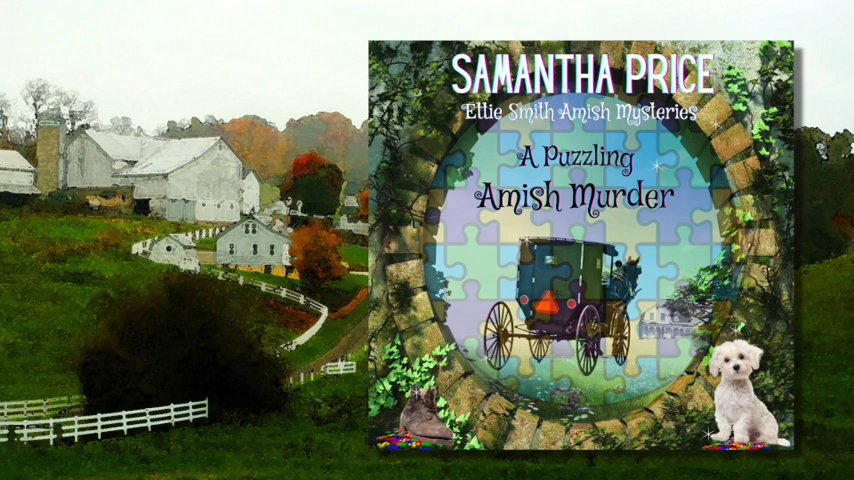 SAMANTHA PRICE
Ettie Smith Amish Mysteries
A Puzzling
Amish Murder